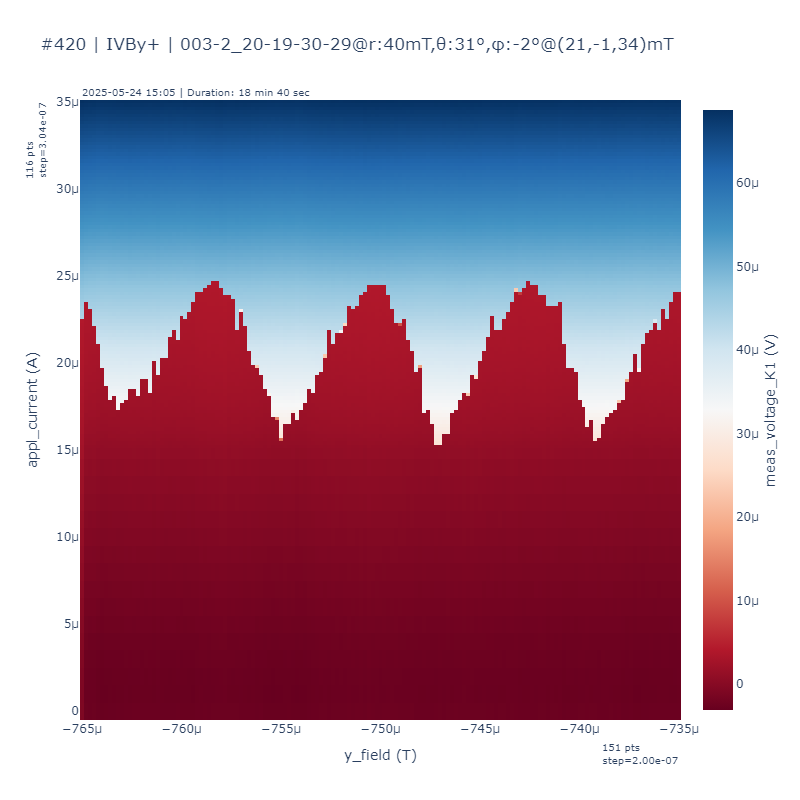 #420 | IVBy+ | 003-2_20-19-30-29@r:40mT,θ:31º,φ:-2º@(21,-1,34)mT
2025-05-24 15:05 | Duration: 18 min 40 sec
116 pts
step=3.04e-07
35μ
30μ
25μ
20μ
15μ
10μ
5μ
0
appl_current (A)
−765μ
−760μ
−755μ
−750μ
−745μ
−740μ
−735μ
y_field (T)
151 pts
step=2.00e-07
60μ
50μ
40μ
30μ
20μ
10μ
0
meas_voltage_K1 (V)